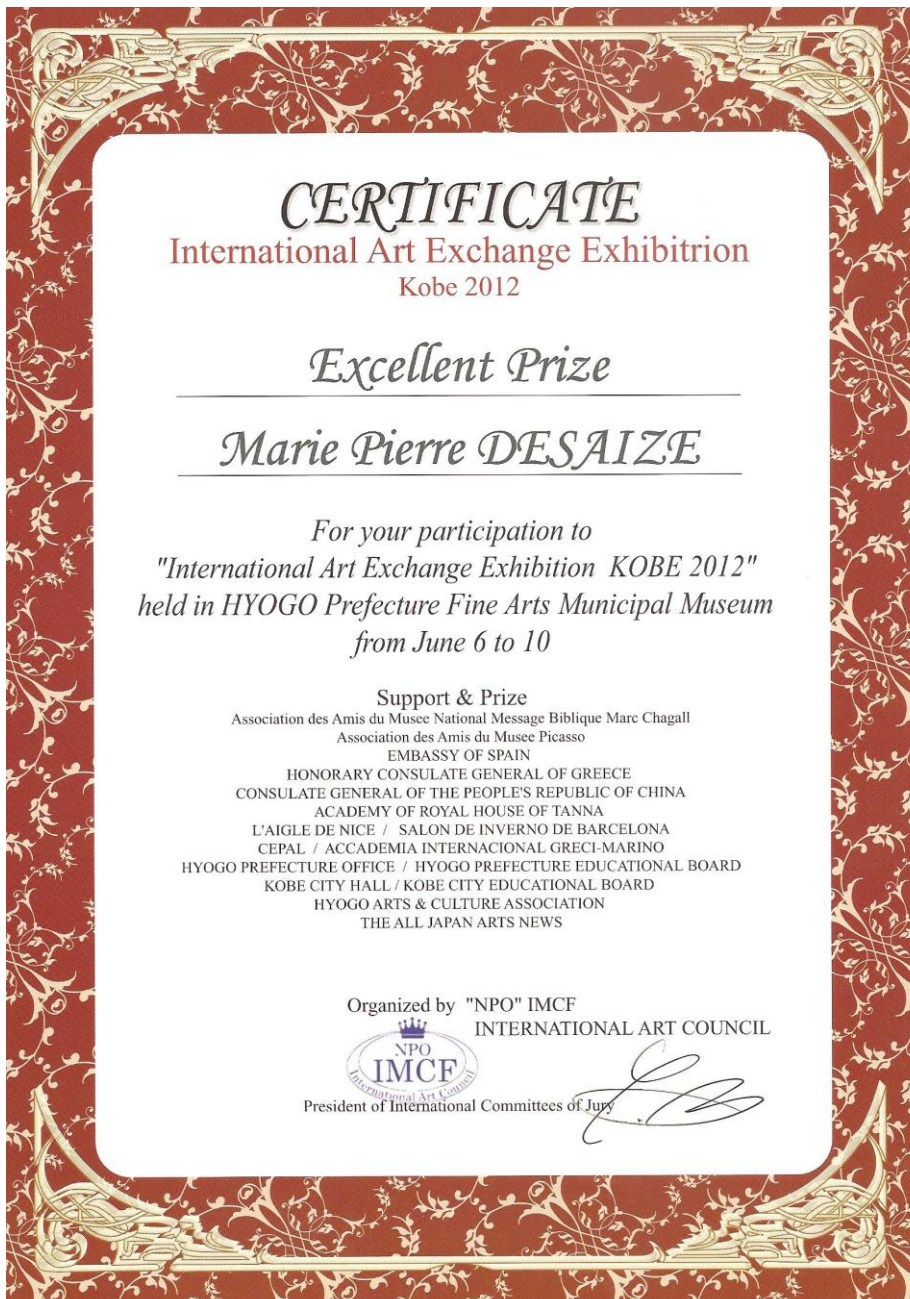 CERTIFICATE
International Art Exchange Exhibitrion
Kobe 2012
Excellent Prize
Marie Pierre DESAIZE
For your participation to
"International Art Exchange Exhibition KOBE 2012"
held in HYOGO Prefecture Fine Arts Municipal Museum
from June 6 to 10
Support & Prize
Association des Amis du Musee National Message Biblique Marc Chagall
Association des Amis du Musee Picasso
EMBASSY OF SPAIN
HONORARY CONSULATE GENERAL OF GREECE
CONSULATE GENERAL OF THE PEOPLE'S REPUBLIC OF CHINA
ACADEMY OF ROYAL HOUSE OF TANNA
L'AIGLE DE NICE / SALON DE INVERNO DE BARCELONA
CEPAL / ACCADEMIA INTERNACIONAL GRECI-MARINO
HYOGO PREFECTURE OFFICE / HYOGO PREFECTURE EDUCATIONAL BOARD
KOBE CITY HALL / KOBE CITY EDUCATIONAL BOARD
HYOGO ARTS & CULTURE ASSOCIATION
THE ALL JAPAN ARTS NEWS
Organized by "NPO" IMCF
INTERNATIONAL ART COUNCIL
NPO
IMCF
International Art Council
President of International Committees of Jury